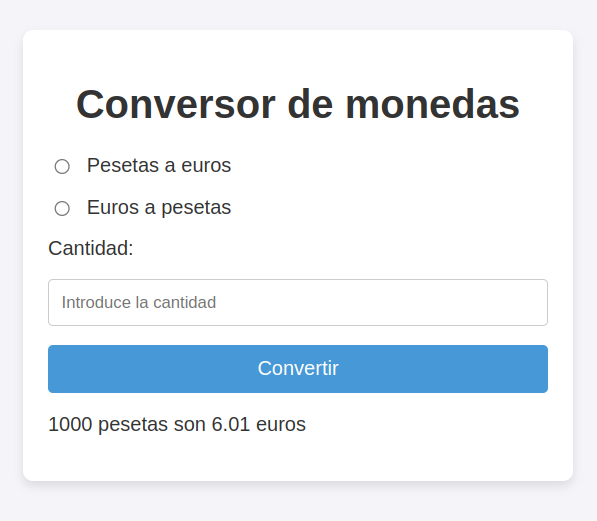 Conversor de monedas
Pesetas a euros
Euros a pesetas
Cantidad:
Introduce la cantidad
Convertir
1000 pesetas son 6.01 euros